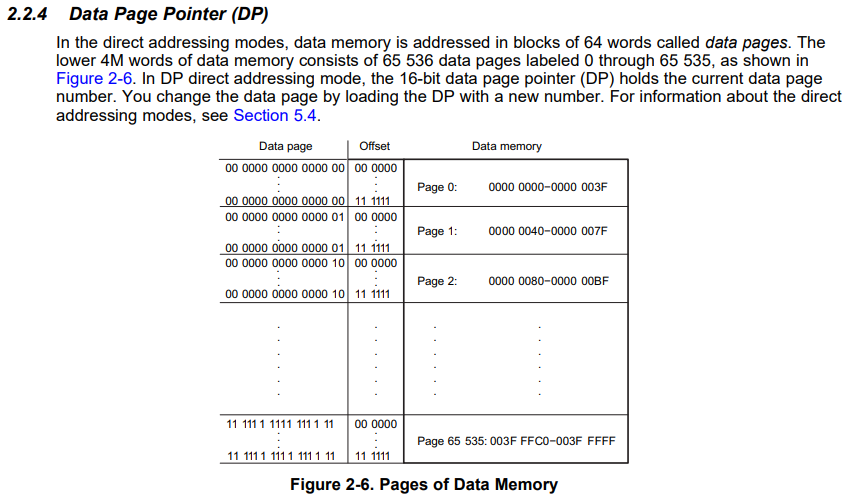 2.2.4 Data Page Pointer (DP)
In the direct addressing modes, data memory is addressed in blocks of 64 words called data pages. The
lower 4M words of data memory consists of 65 536 data pages labeled 0 through 65 535, as shown in
Figure 2-6. In DP direct addressing mode, the 16-bit data page pointer (DP) holds the current data page
number. You change the data page by loading the DP with a new number. For information about the direct
addressing modes, see Section 5.4.
Data page Offset Data memory
00 0000 0000 0000 00 00 0000
Page 0: 0000 0000−0000 003F
00 0000 0000 0000 00 11 1111
00 0000 0000 0000 01 00 0000
Page 1: 0000 0040−0000 007F
00 0000 0000 0000 01 11 1111
00 0000 0000 0000 10 00 0000
Page 2: 0000 0080−0000 00BF
00 0000 0000 0000 10 11 1111
11 1111 1111 1111 11 00 0000
Page 65 535: 003F FFC0−003F FFFF
11 1111 1111 1111 11 11 1111
Figure 2-6. Pages of Data Memory